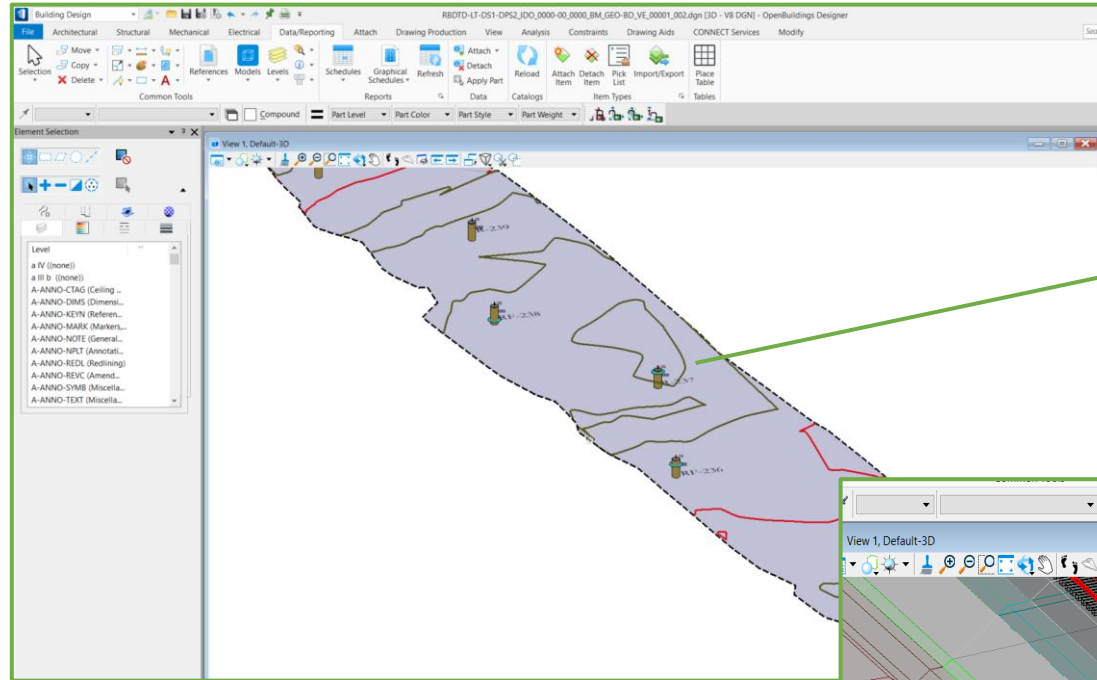 Building Design
RBDTD-LT-DS1-DPS2_IDO_0000-00_0000_BM_GEO-BD_VE_00001_002.dgn [3D - V8 DGN] - OpenBuildings Designer
File Architectural Structural Mechanical Electrical Data/Reporting Attach Drawing Production View Analysis Constraints Drawing Aids CONNECT Services Modify
Selection
Move
Copy
Delete
References Models Levels
Schedules Graphical Schedules Refresh
Attach
Detach
Apply Part
Reload Attach Item Detach Item Pick List Import/Export Place Table
Common Tools Reports Data Catalogs Item Types Tables
Compound Part Level Part Color Part Style Part Weight
Element Selection
View 1, Default-3D
Level
a IV ((none))
a III b ((none))
A-ANNO-CTAG (Ceiling ...
A-ANNO-DIMS (Dimensi...
A-ANNO-KEYN (Referen...
A-ANNO-MARK (Markers,...
A-ANNO-NOTE (General...
A-ANNO-NPLT (Annotati...
A-ANNO-REDL (Redlining)
A-ANNO-REVC (Amend...
A-ANNO-SYMB (Miscella...
A-ANNO-TEXT (Miscella...
RF-238
RF-236
View 1, Default-3D